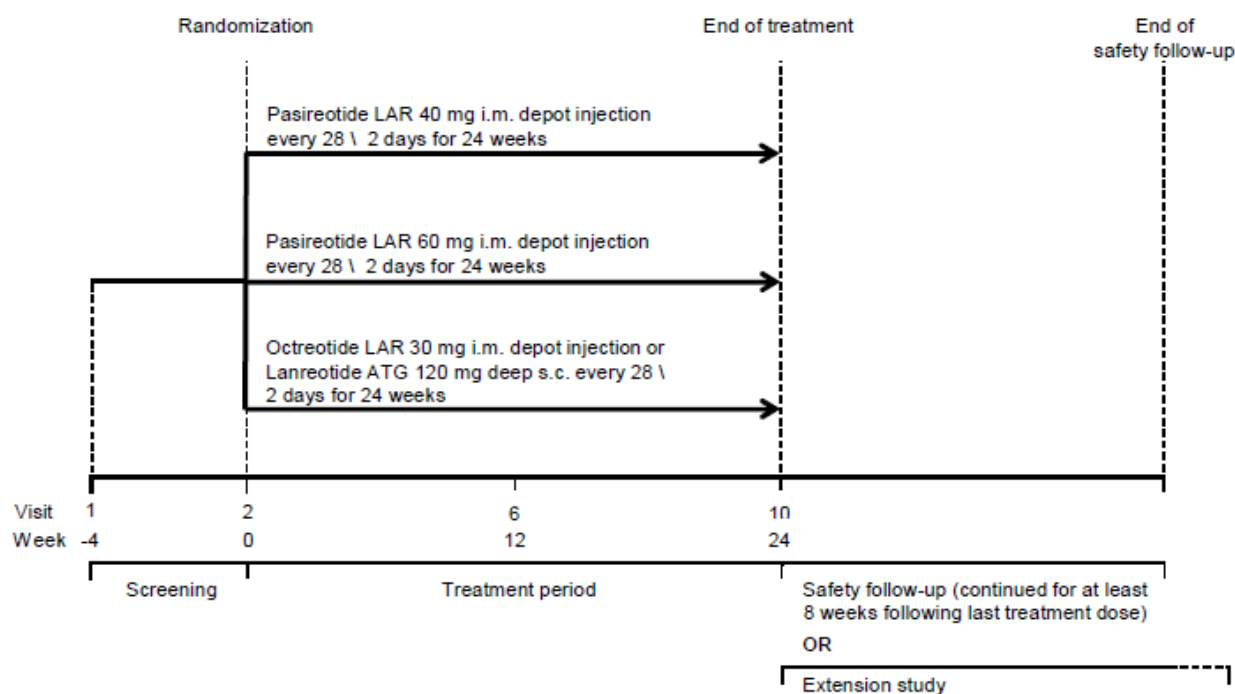 Randomization
End of treatment
End of
safety follow-up
Pasireotide LAR 40 mg i.m. depot injection
every 28 \ 2 days for 24 weeks
Pasireotide LAR 60 mg i.m. depot injection
every 28 \ 2 days for 24 weeks
Octreotide LAR 30 mg i.m. depot injection or
Lanreotide ATG 120 mg deep s.c. every 28 \
2 days for 24 weeks
Visit 1 2 6 10
Week -4 0 12 24
Screening
Treatment period
Safety follow-up (continued for at least
8 weeks following last treatment dose)
OR
Extension study